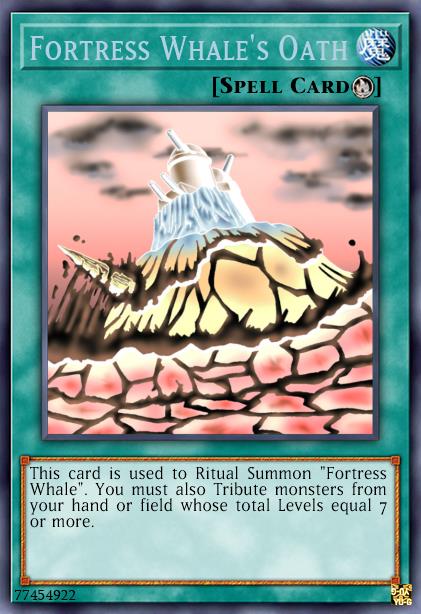 Fortress Whale's Oath 魔
[Spell Card]
This card is used to Ritual Summon "Fortress
Whale". You must also Tribute monsters from
your hand or field whose total Levels equal 7
or more.
77454922